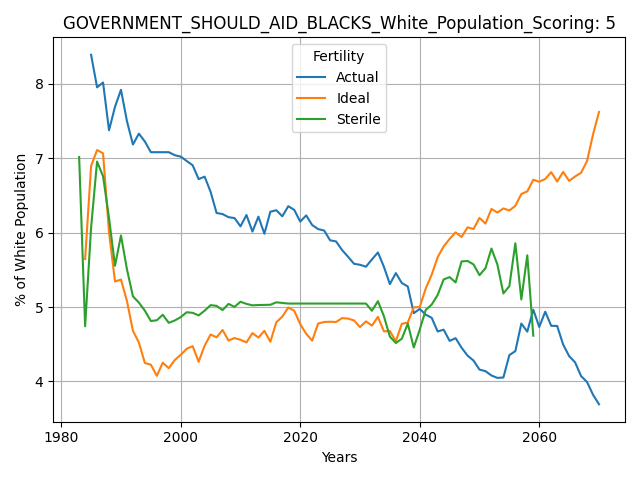 GOVERNMENT_SHOULD_AID_BLACKS_White_Population_Scoring: 5
Fertility
Actual
Ideal
Sterile
% of White Population
8
7
6
5
4
1980 2000 2020 2040 2060
Years